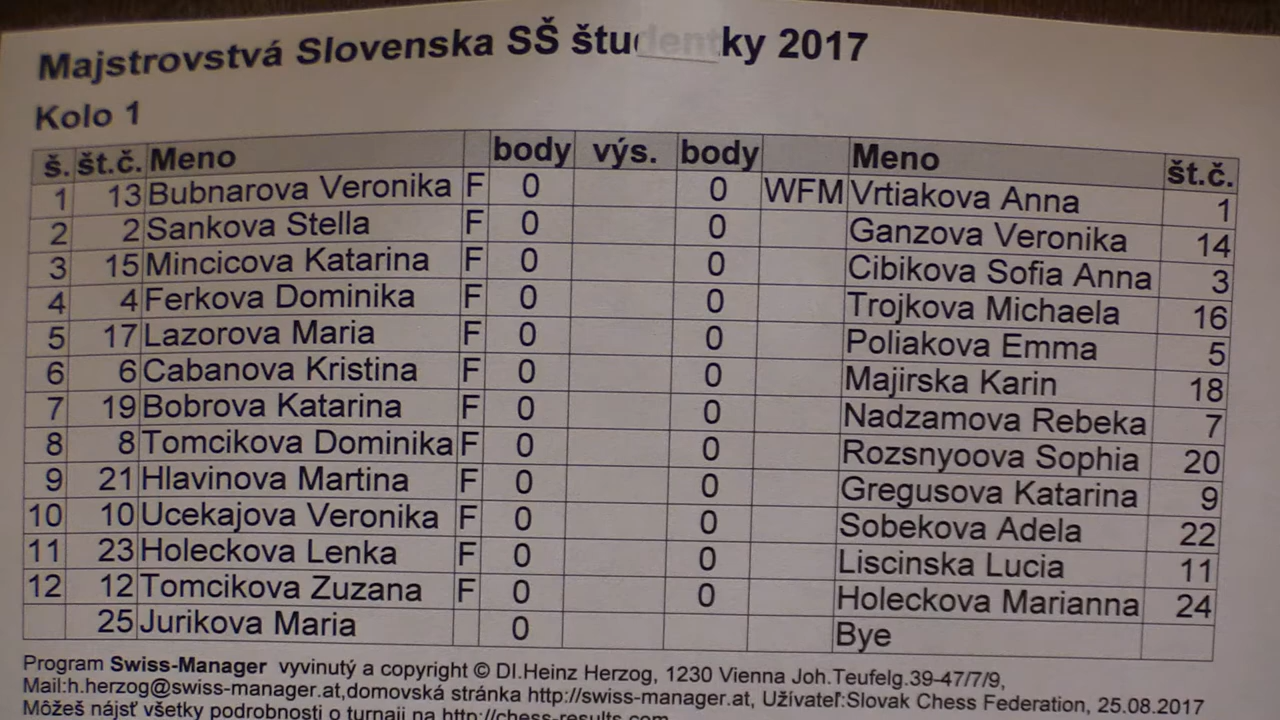 Majstrovstvá Slovenska SŠ študentky 2017
Kolo 1
š. št.č. Meno body výs. body Meno št.č.
1 13 Bubnarova Veronika F 0 0 WFM Vrtiakova Anna 1
2 2 Sankova Stella F 0 0 Ganzova Veronika 14
3 15 Mincicova Katarina F 0 0 Cibikova Sofia Anna 3
4 4 Ferkova Dominika F 0 0 Trojkova Michaela 16
5 17 Lazorova Maria F 0 0 Poliakova Emma 5
6 6 Cabanova Kristina F 0 0 Majirska Karin 18
7 19 Bobrova Katarina F 0 0 Nadzamova Rebeka 7
8 8 Tomcikova Dominika F 0 0 Rozsnyoova Sophia 20
9 21 Hlavinova Martina F 0 0 Gregusova Katarina 9
10 10 Ucekajova Veronika F 0 0 Sobekova Adela 22
11 23 Holeckova Lenka F 0 0 Liscinska Lucia 11
12 12 Tomcikova Zuzana F 0 0 Holeckova Marianna 24
25 Jurikova Maria 0 Bye
Program Swiss-Manager vyvinutý a copyright © DI.Heinz Herzog, 1230 Vienna Joh.Teufelg.39-47/7/9,
Mail:h.herzog@swiss-manager.at,domovská stránka http://swiss-manager.at, Užívateľ:Slovak Chess Federation, 25.08.2017
Môžeš nájsť všetky podrobnosti o turnaji na http://chess-results.com